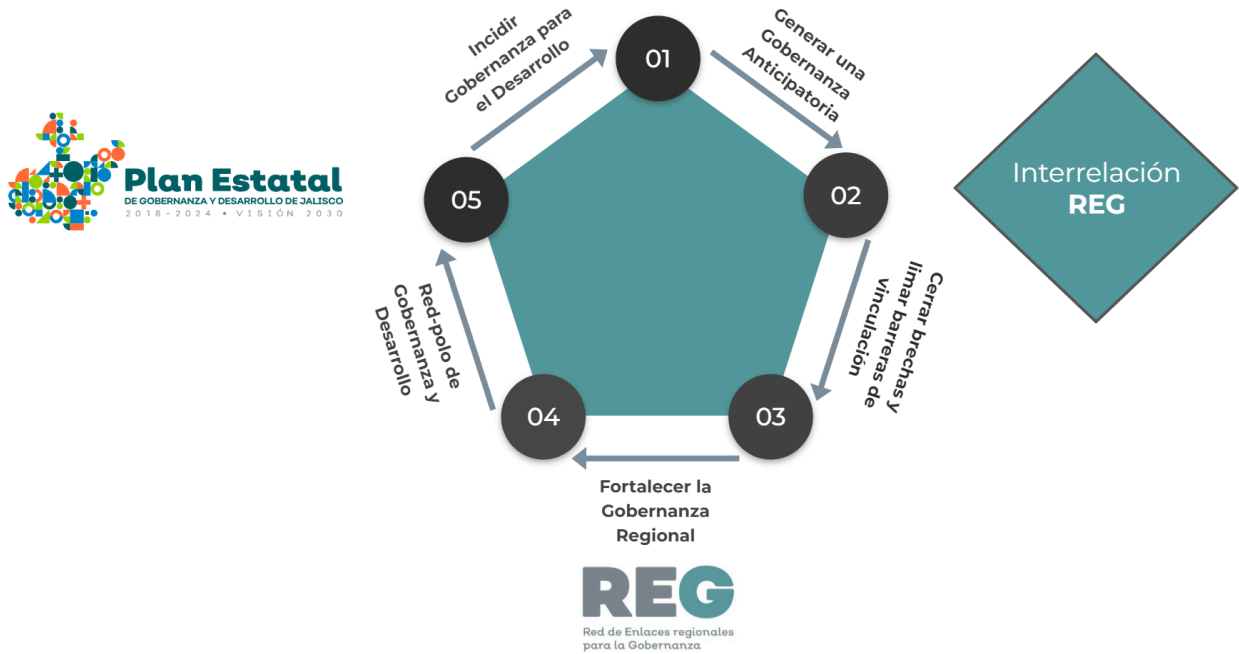 Plan Estatal
DE GOBERNANZA Y DESARROLLO DE JALISCO
2018-2024 • VISIÓN 2030
01
Generar una
Gobernanza
Anticipatoria
02
Cerrar brechas y
limar barreras de
vinculación
03
Fortalecer la
Gobernanza
Regional
04
Red-polo de
Gobernanza y
Desarrollo
05
Incidir
Gobernanza para
el Desarrollo
Interrelación
REG
REG
Red de Enlaces regionales
para la Gobernanza